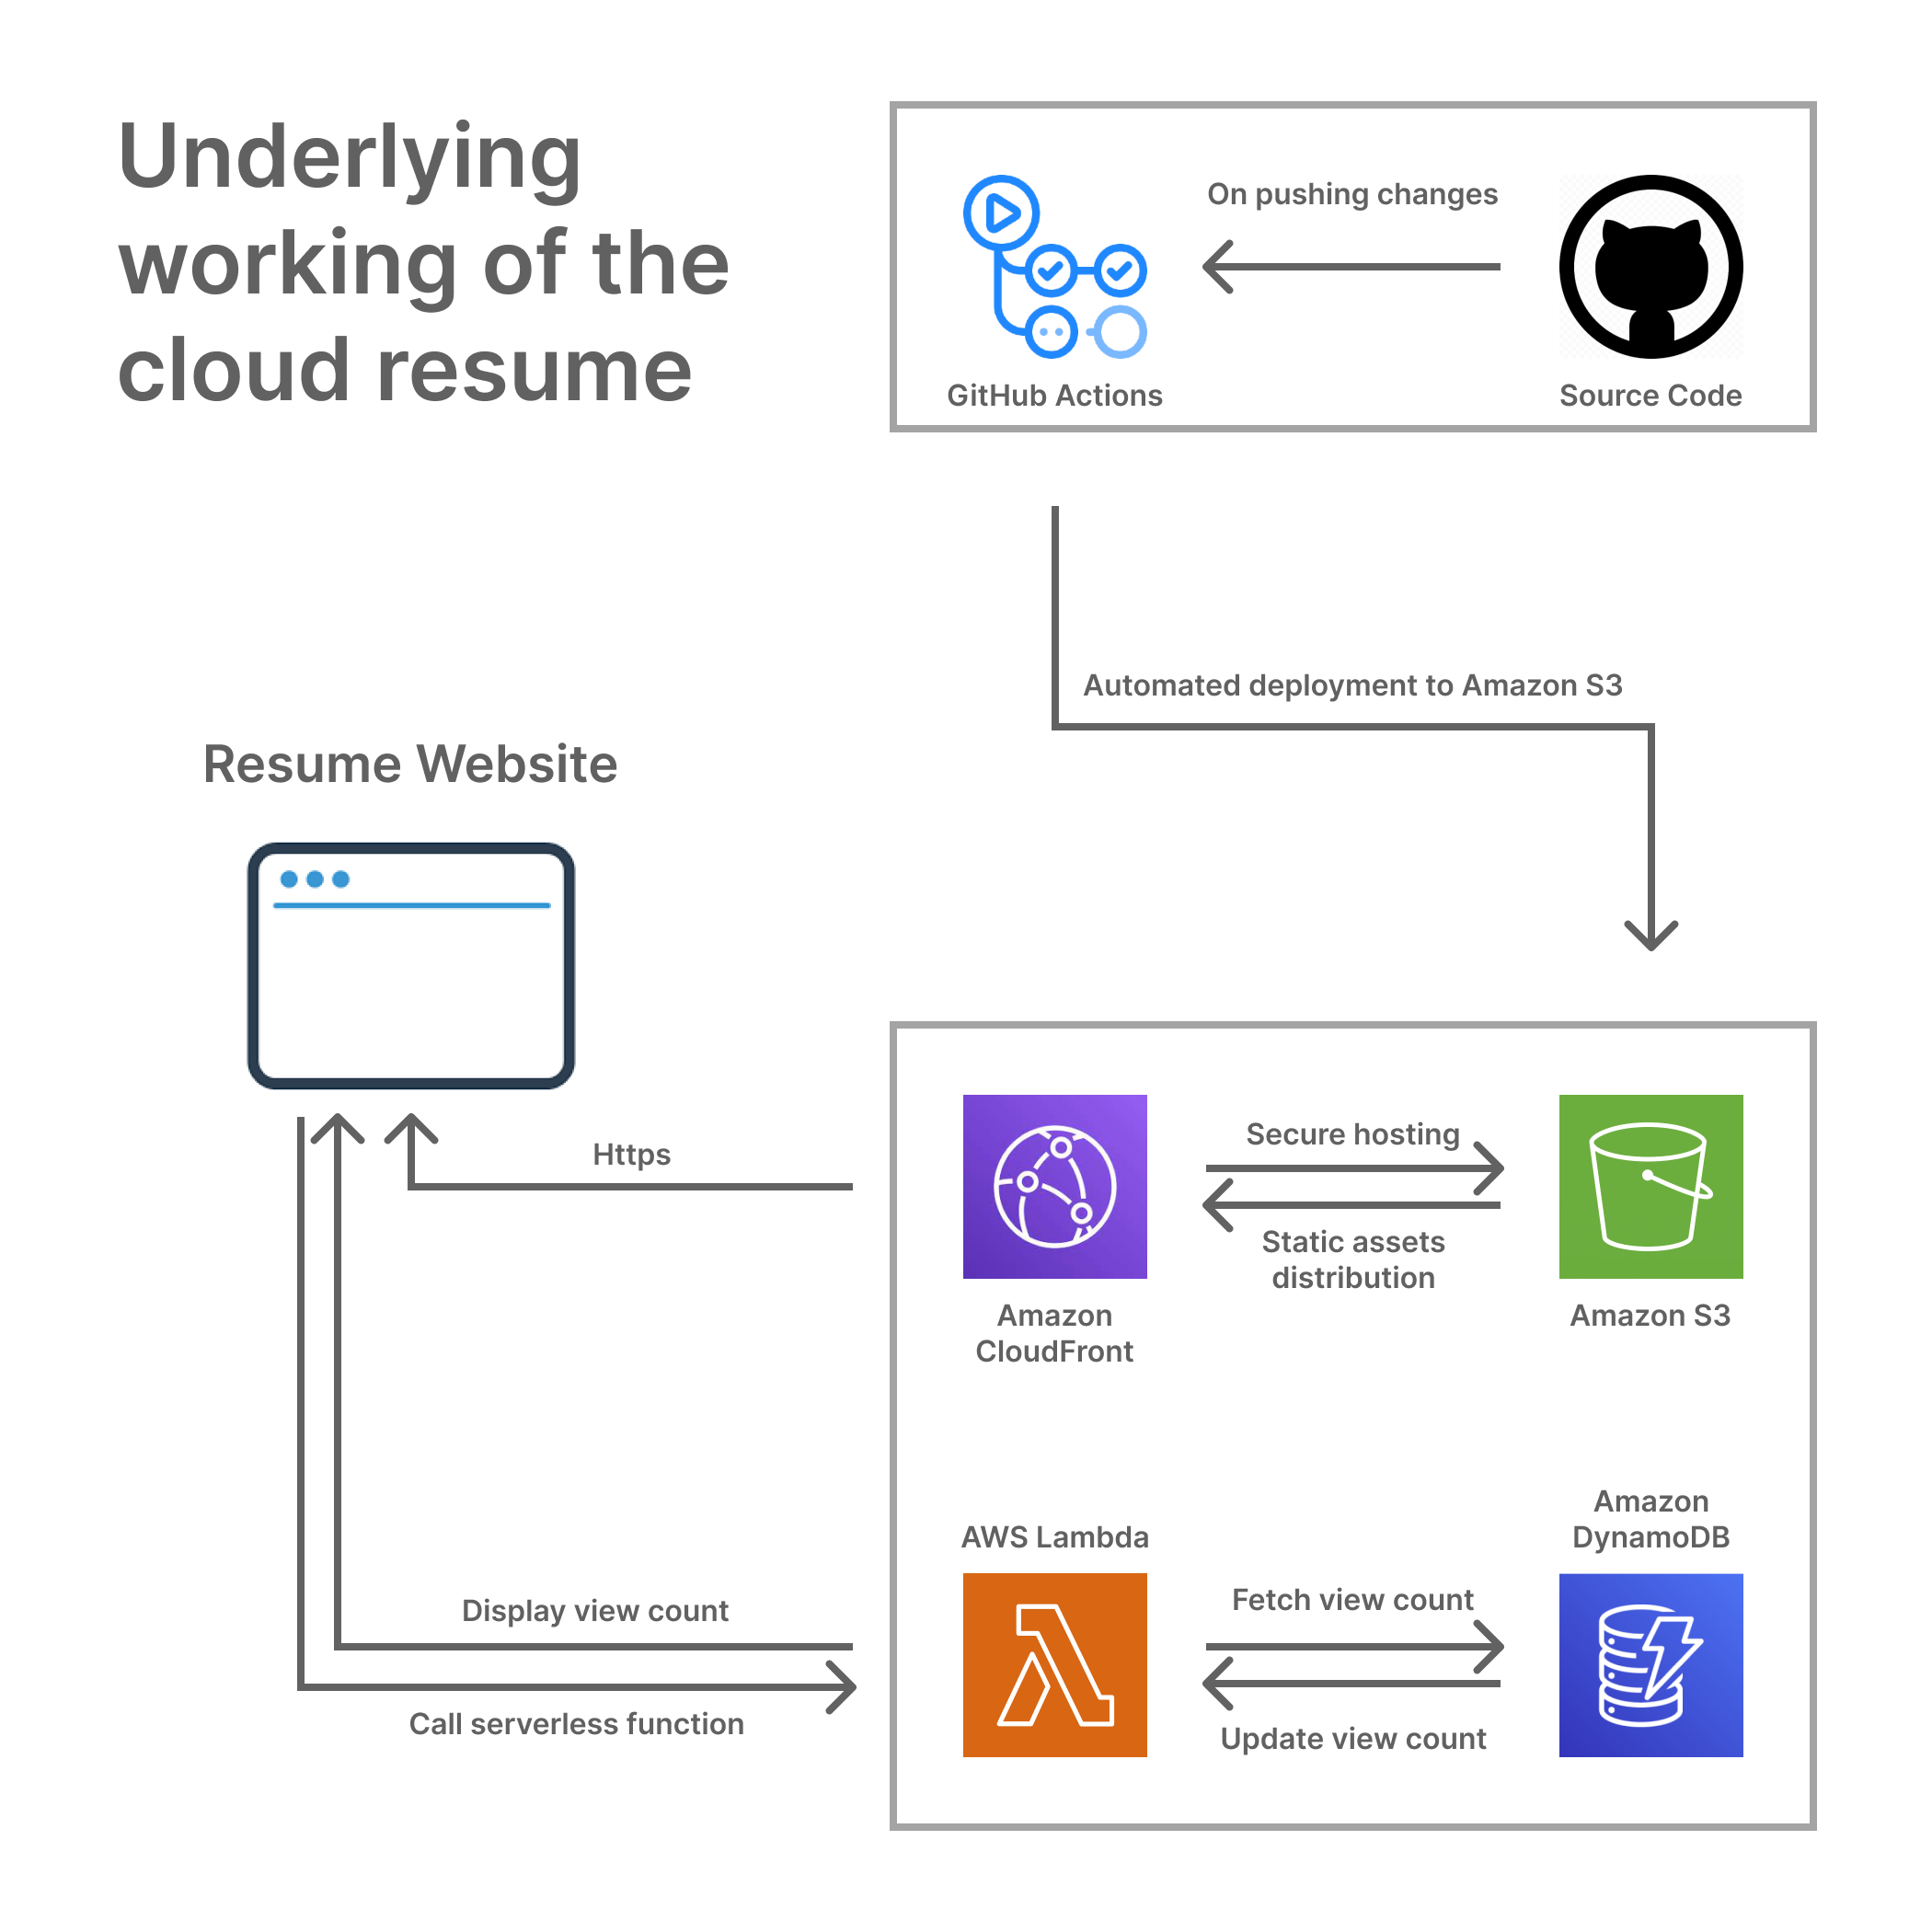 Underlying
working of the
cloud resume
On pushing changes
GitHub Actions
Source Code
Automated deployment to Amazon S3
Resume Website
Https
Secure hosting
Static assets
distribution
Amazon
CloudFront
Amazon S3
AWS Lambda
Amazon
DynamoDB
Fetch view count
Update view count
Display view count
Call serverless function